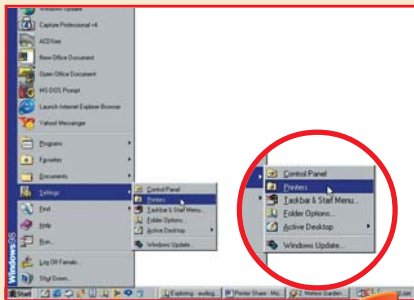 Windows Update
Capture Professional v4
ACDSee
New Office Document
Open Office Document
MS-DOS Prompt
Launch Internet Explorer Browser
Yahoo! Messenger
Programs
Favorites
Documents
Settings
Find
Help
Run...
Log Off
Shut Down...
Windows98
Control Panel
Printers
Taskbar & Start Menu...
Folder Options...
Active Desktop
Windows Update...
Control Panel
Printers
Taskbar & Start Menu...
Folder Options...
Active Desktop
Windows Update...
Start
Exploring